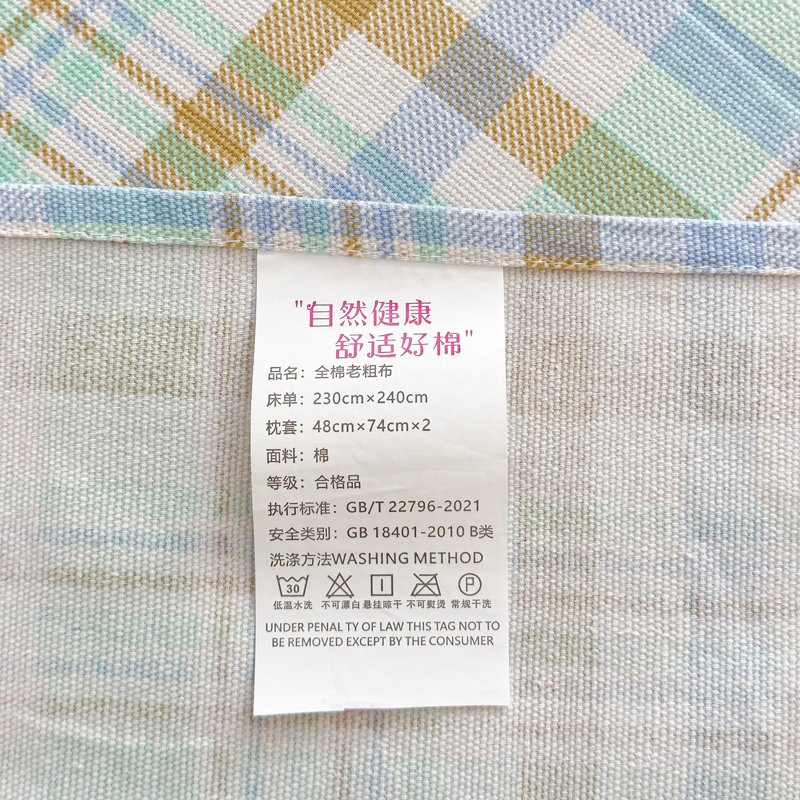 "自然健康
舒适好棉"
品名：全棉老粗布
床单：230cm×240cm
枕套：48cm×74cm×2
面料：棉
等级：合格品
执行标准：GB/T 22796-2021
安全类别：GB 18401-2010 B类
洗涤方法WASHING METHOD
30 P
低温水洗 不可漂白 悬挂晾干 不可熨烫 常规干洗
UNDER PENAL TY OF LAW THIS TAG NOT TO
BE REMOVED EXCEPT BY THE CONSUMER